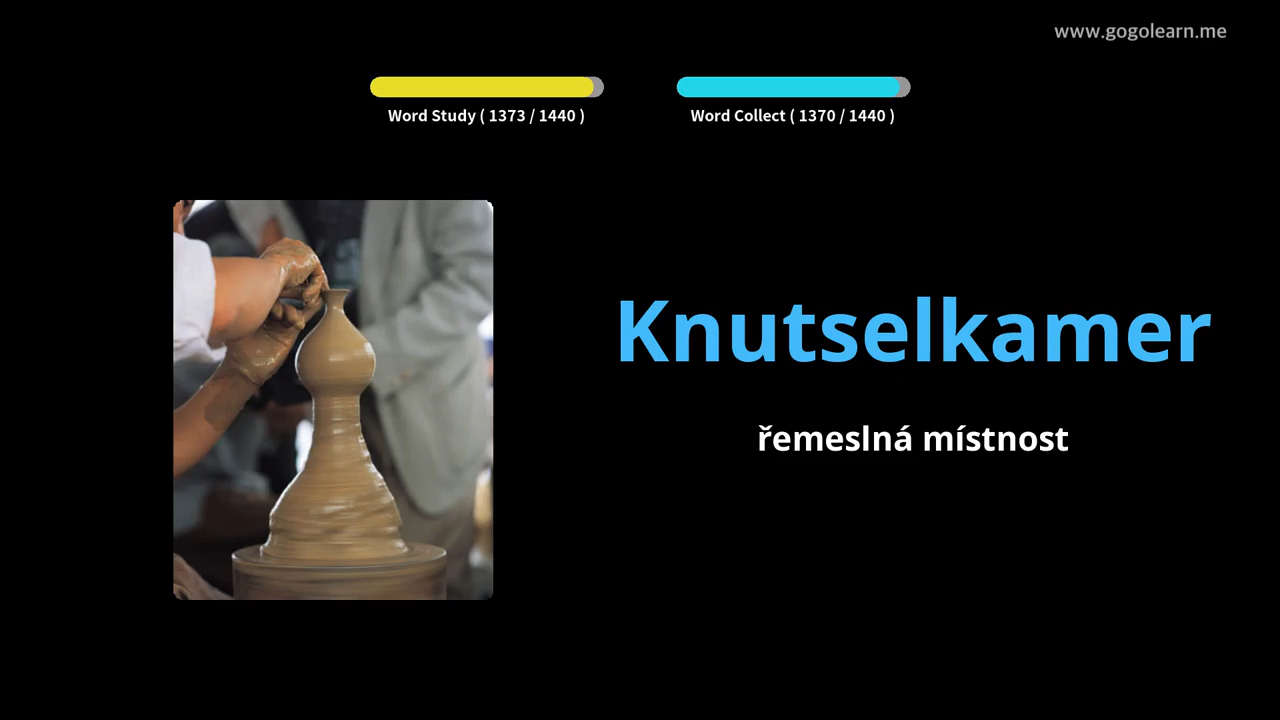 www.gogolearn.me
Word Study ( 1373 / 1440 )
Word Collect ( 1370 / 1440 )
Knutselkamer
řemeslná místnost